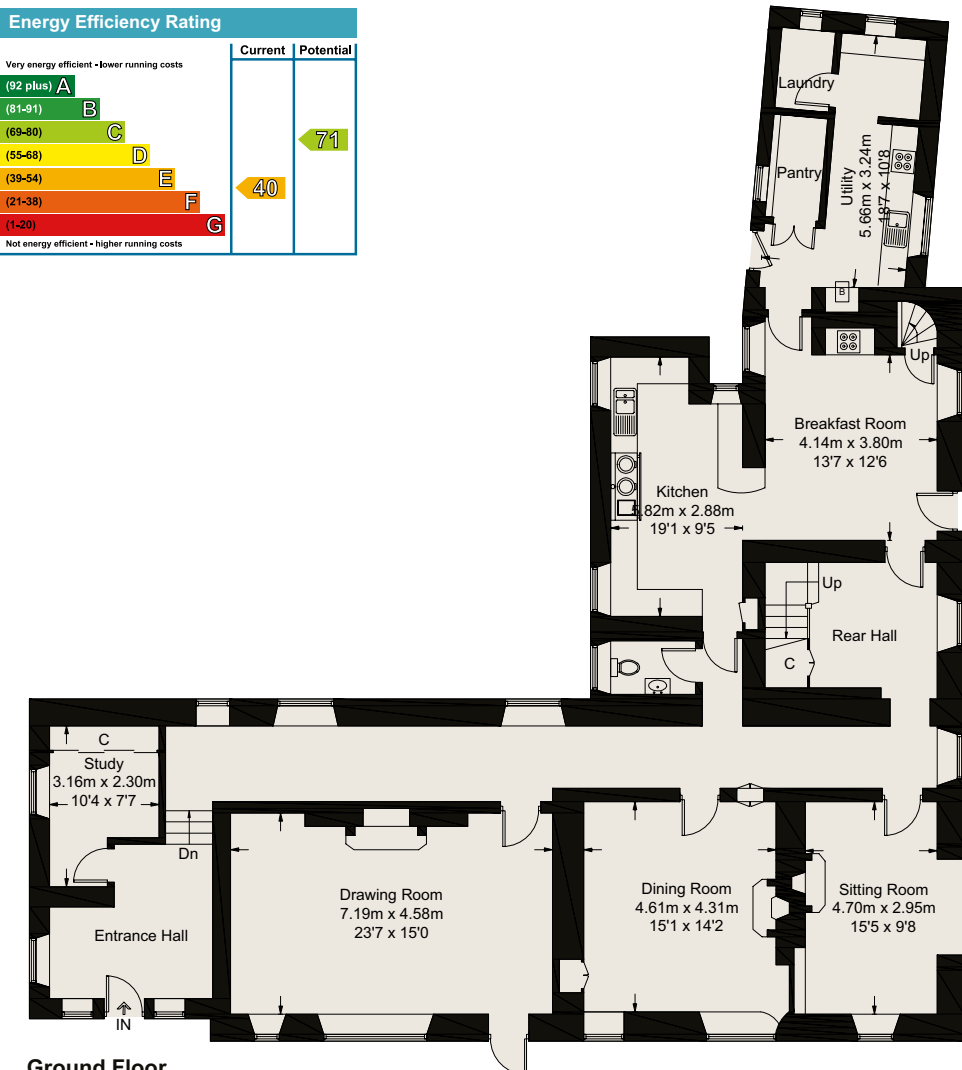 Energy Efficiency Rating
Current Potential
Very energy efficient - lower running costs
(92 plus) A
(81-91) B
(69-80) C
(55-68) D
(39-54) E
(21-38) F
(1-20) G
Not energy efficient - higher running costs
71
40
Laundry
Pantry
Utility
5.66m x 3.24m
18'7 x 10'8
B
Up
Breakfast Room
4.14m x 3.80m
13'7 x 12'6
Kitchen
5.82m x 2.88m
19'1 x 9'5
Up
Rear Hall
C
C
Study
3.16m x 2.30m
10'4 x 7'7
Dn
Entrance Hall
IN
Drawing Room
7.19m x 4.58m
23'7 x 15'0
Dining Room
4.61m x 4.31m
15'1 x 14'2
Sitting Room
4.70m x 2.95m
15'5 x 9'8
Ground Floor